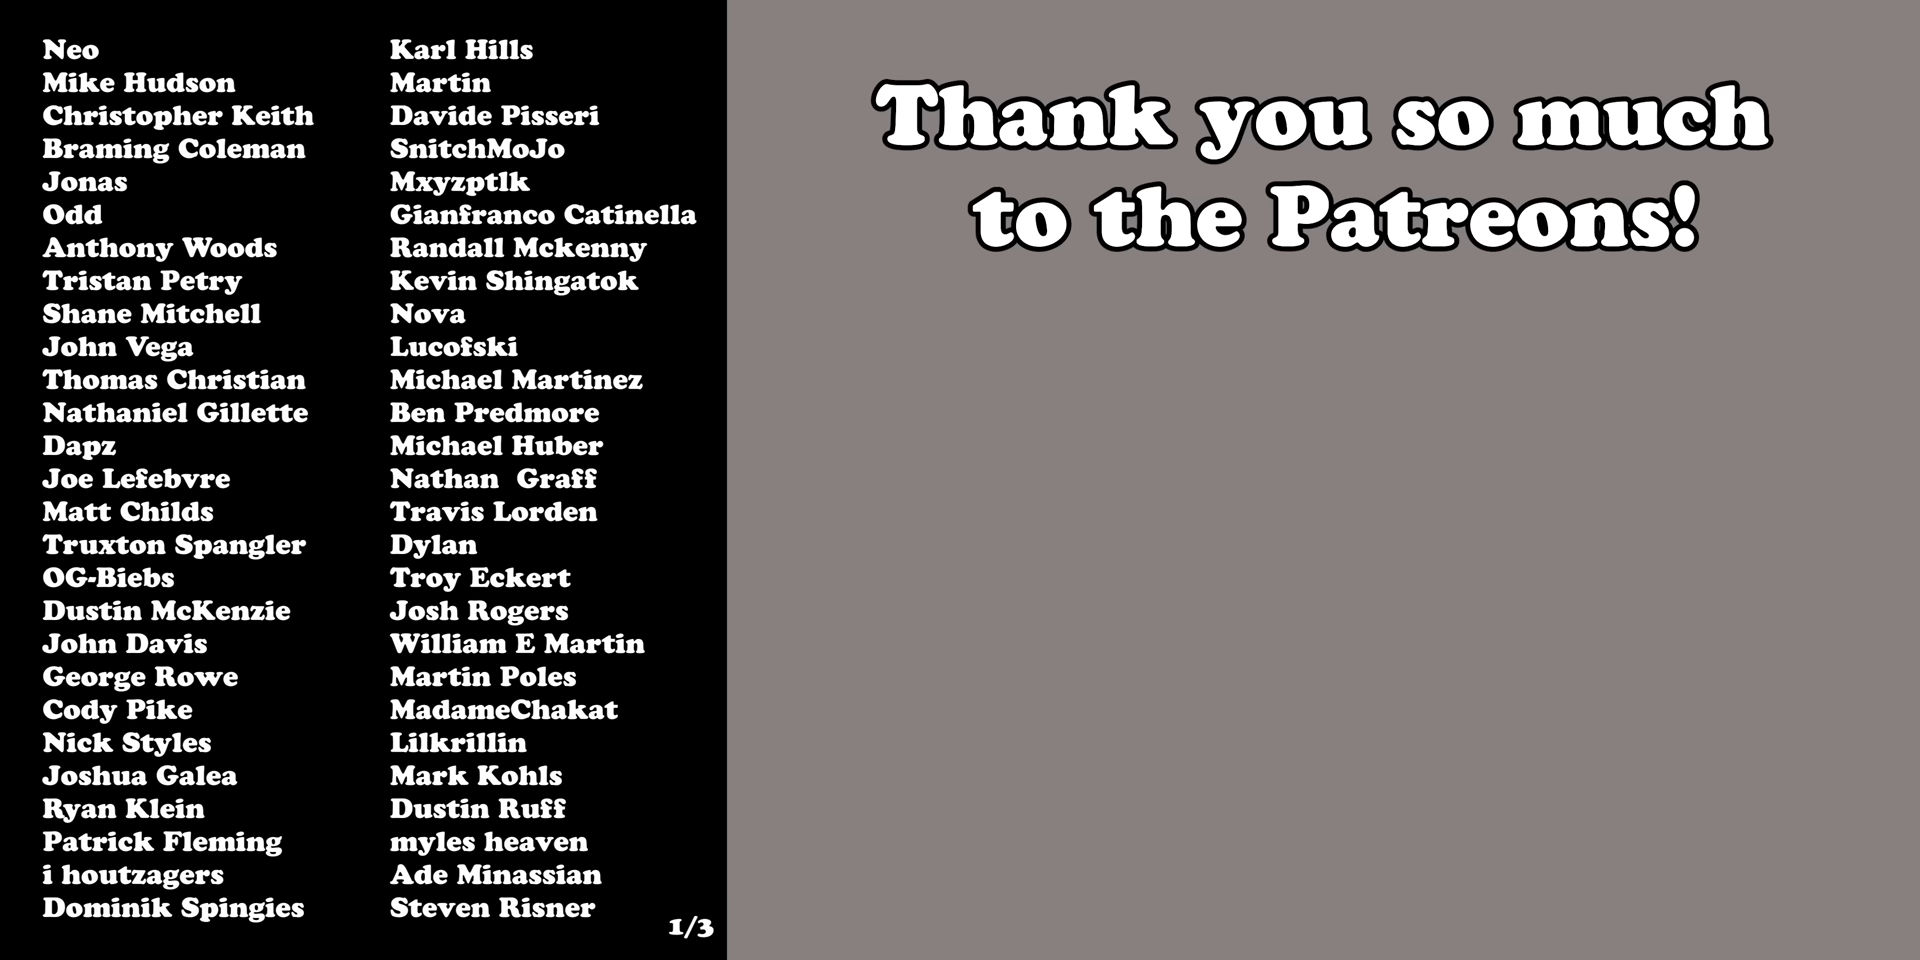 Neo
Mike Hudson
Christopher Keith
Braming Coleman
Jonas
Odd
Anthony Woods
Tristan Petry
Shane Mitchell
John Vega
Thomas Christian
Nathaniel Gillette
Dapz
Joe Lefebvre
Matt Childs
Truxton Spangler
OG-Biebs
Dustin McKenzie
John Davis
George Rowe
Cody Pike
Nick Styles
Joshua Galea
Ryan Klein
Patrick Fleming
i houtzagers
Dominik Spingies
Karl Hills
Martin
Davide Pisseri
SnitchMoJo
Mxyzptlk
Gianfranco Catinella
Randall Mckenny
Kevin Shingatok
Nova
Lucofski
Michael Martinez
Ben Predmore
Michael Huber
Nathan  Graff
Travis Lorden
Dylan
Troy Eckert
Josh Rogers
William E Martin
Martin Poles
MadameChakat
Lilkrillin
Mark Kohls
Dustin Ruff
myles heaven
Ade Minassian
Steven Risner
1/3
Thank you so much
to the Patreons!